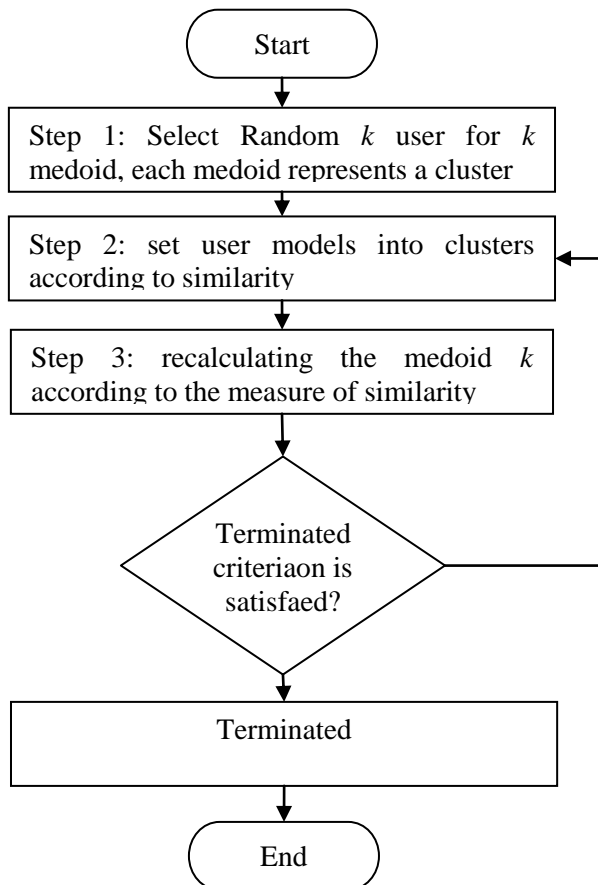 Start
Step 1: Select Random k user for k
medoid, each medoid represents a cluster
Step 2: set user models into clusters
according to similarity
Step 3: recalculating the medoid k
according to the measure of similarity
Terminated
criteriaon is
satisfaed?
Terminated
End